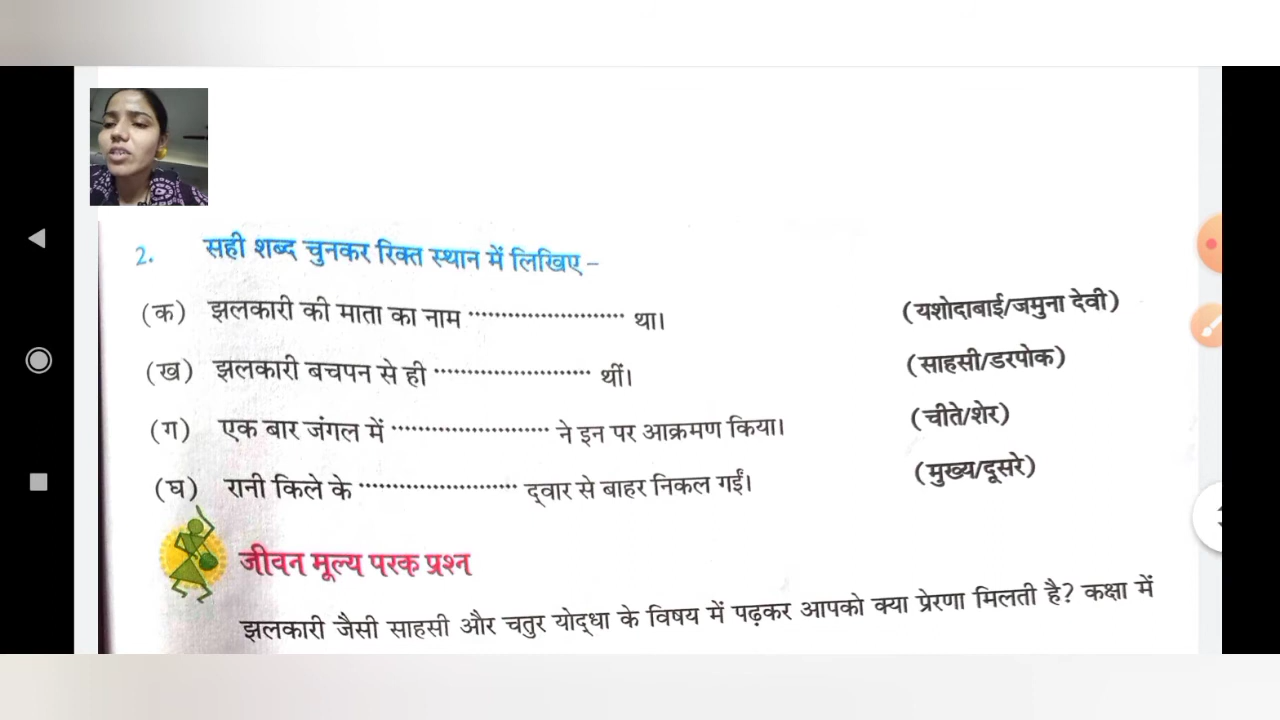 2. सही शब्द चुनकर रिक्त स्थान में लिखिए –
(क) झलकारी की माता का नाम ........................ था। (यशोदाबाई/जमुना देवी)
(ख) झलकारी बचपन से ही ........................ थीं। (साहसी/डरपोक)
(ग) एक बार जंगल में ........................ ने इन पर आक्रमण किया। (चीते/शेर)
(घ) रानी किले के ........................ द्वार से बाहर निकल गईं। (मुख्य/दूसरे)
जीवन मूल्य परक प्रश्न
झलकारी जैसी साहसी और चतुर योद्धा के विषय में पढ़कर आपको क्या प्रेरणा मिलती है? कक्षा में